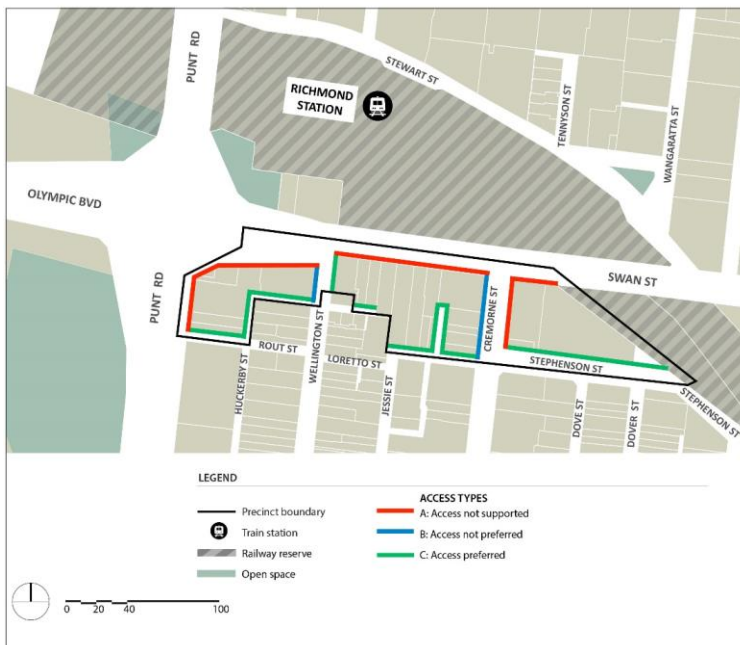 PUNT RD
STEWART ST
RICHMOND
STATION
TENNYSON ST
WANGARATTA ST
OLYMPIC BVD
SWAN ST
PUNT RD
CREMORNE ST
WELLINGTON ST
ROUT ST
HUCKERBY ST
LORETTO ST
JESSIE ST
STEPHENSON ST
DOVE ST
DOVER ST
STEPHENSON ST
LEGEND
Precinct boundary
Train station
Railway reserve
Open space
ACCESS TYPES
A: Access not supported
B: Access not preferred
C: Access preferred
0 20 40 100